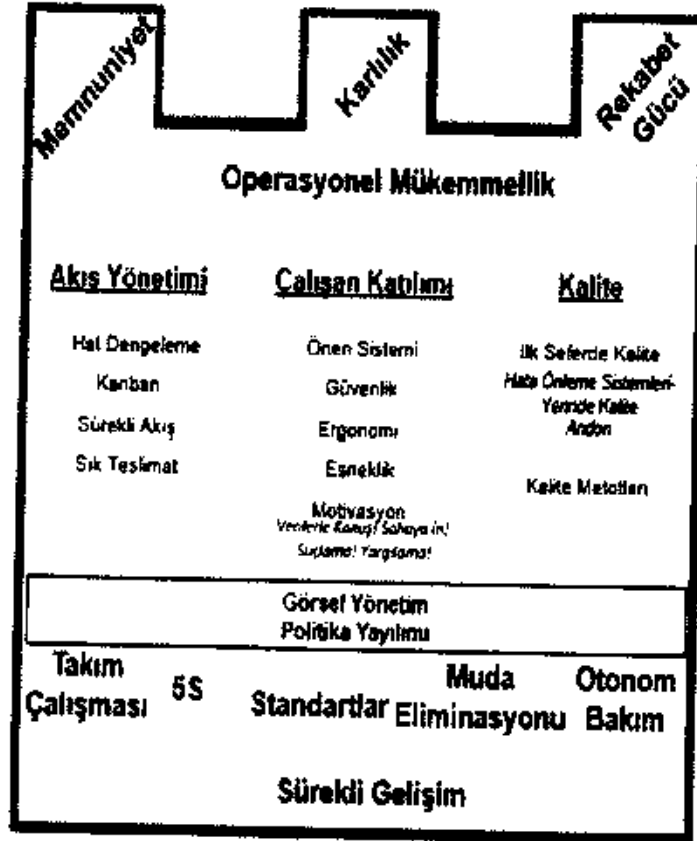 Memnuniyet
Karlılık
Rekabet
Gücü
Operasyonel Mükemmellik
Akış Yönetimi
Hat Dengeleme
Kanban
Sürekli Akış
Sık Teslimat
Çalışan Katılımı
Öneri Sistemi
Güvenlik
Ergonomi
Esneklik
Motivasyon
Verilerle Konuş! Sahaya in!
Suçlama! Yargılama!
Kalite
İlk Seferde Kalite
Hata Önleme Sistemleri-
Yerinde Kalite
Andon
Kalite Metotları
Görsel Yönetim
Politika Yayılımı
Takım
Çalışması
5S
Standartlar
Muda
Eliminasyonu
Otonom
Bakım
Sürekli Gelişim